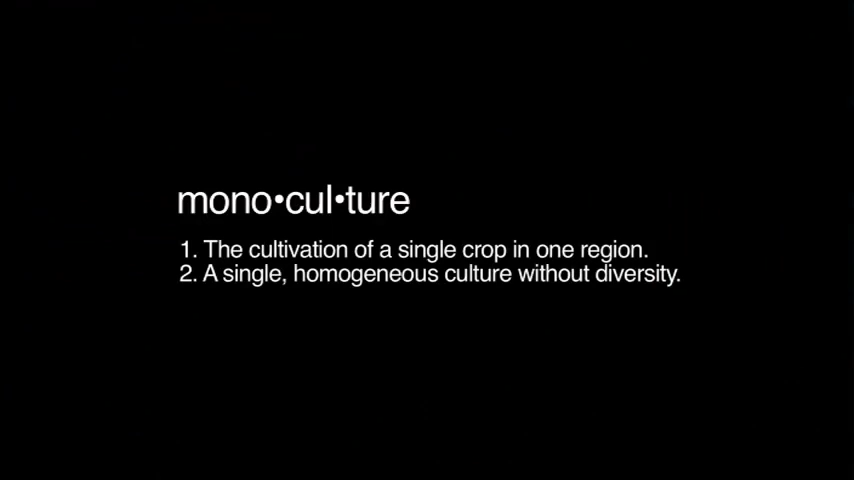 mono•cul•ture
1. The cultivation of a single crop in one region.
2. A single, homogeneous culture without diversity.